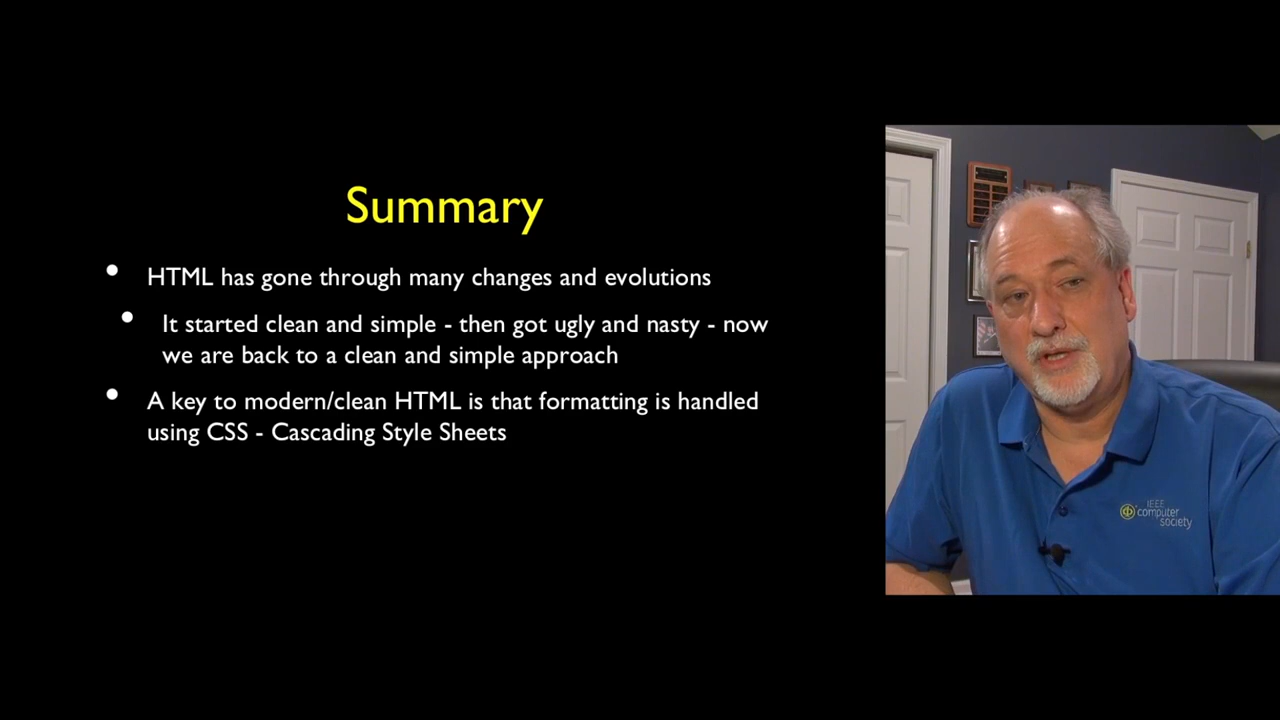 Summary
• HTML has gone through many changes and evolutions
• It started clean and simple - then got ugly and nasty - now
we are back to a clean and simple approach
• A key to modern/clean HTML is that formatting is handled
using CSS - Cascading Style Sheets
IEEE
computer
society